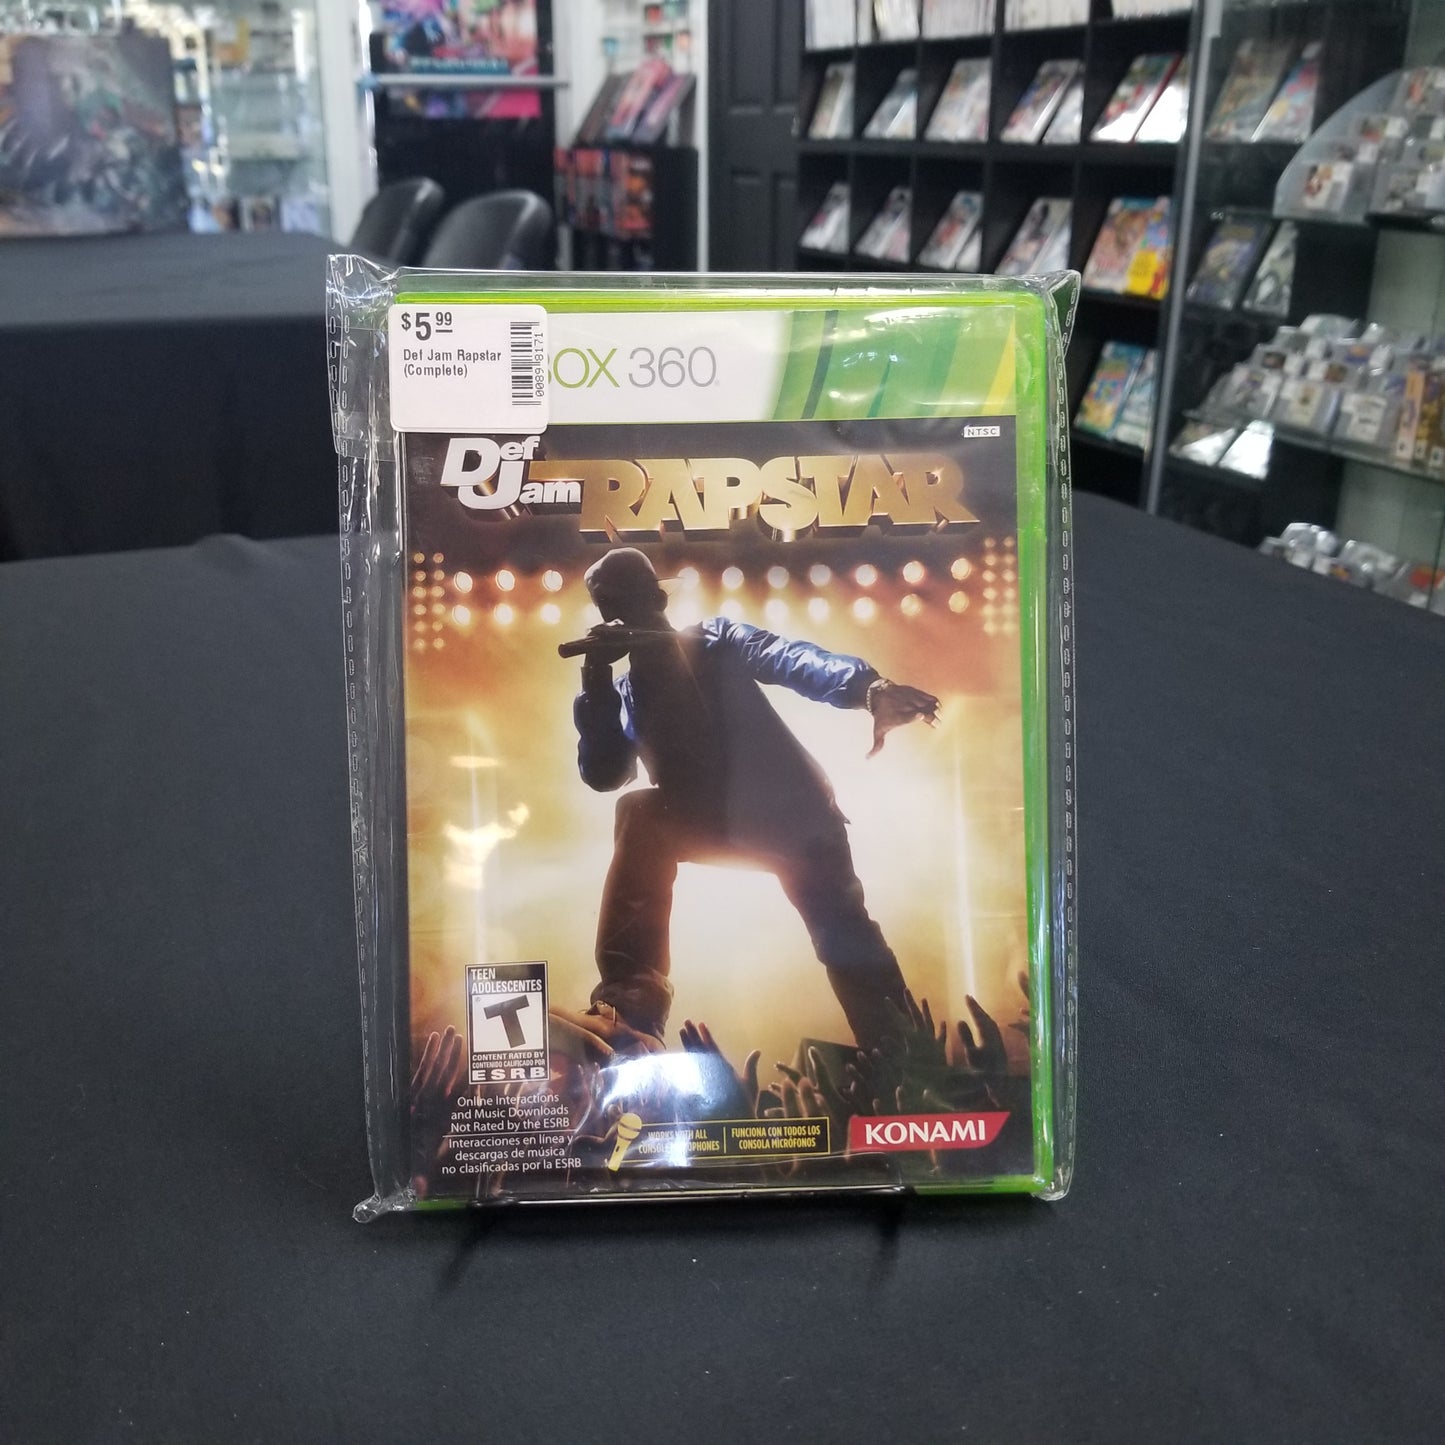 $5.99
Def Jam Rapstar
(Complete)
00898171
BOX 360
NTSC
Def Jam RAPSTAR
TEEN
ADOLESCENTES
T
CONTENT RATED BY
CONTENIDO CALIFICADO POR
ESRB
Online Interactions
and Music Downloads
Not Rated by the ESRB
Interacciones en línea y
descargas de música
no clasificadas por la ESRB
WORKS WITH ALL
CONSOLE MICROPHONES
FUNCIONA CON TODOS LOS
CONSOLA MICRÓFONOS
KONAMI